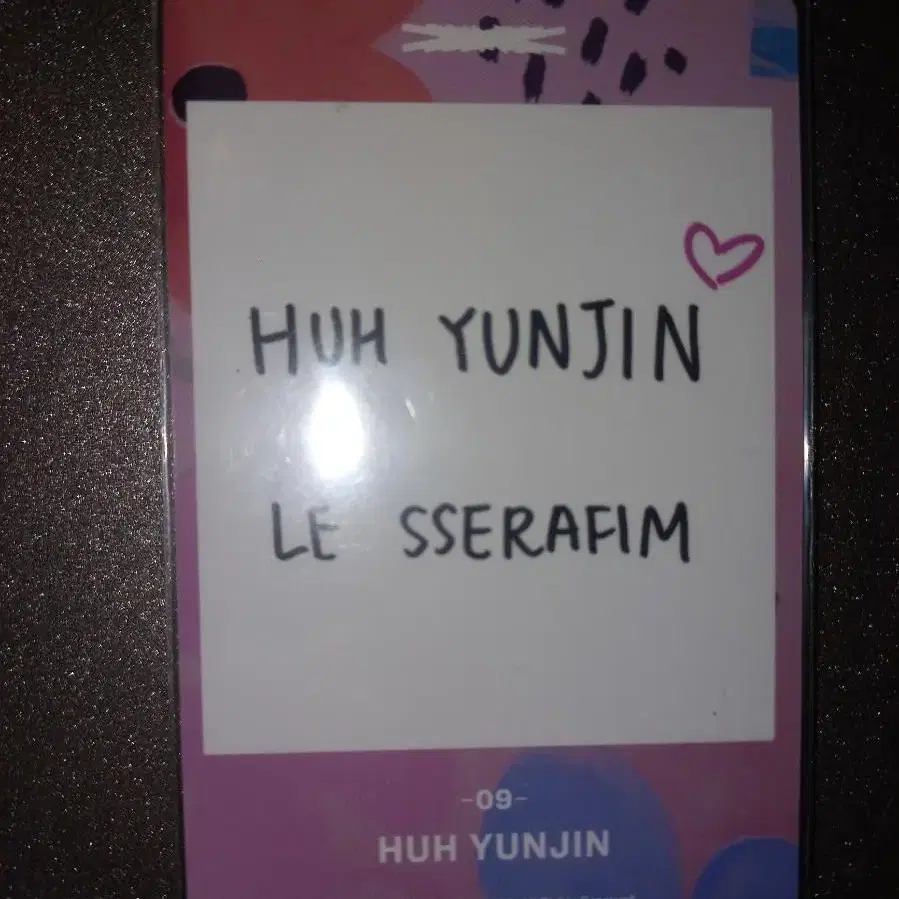 HUH YUNJIN
LE SSERAFIM
-09-
HUH YUNJIN